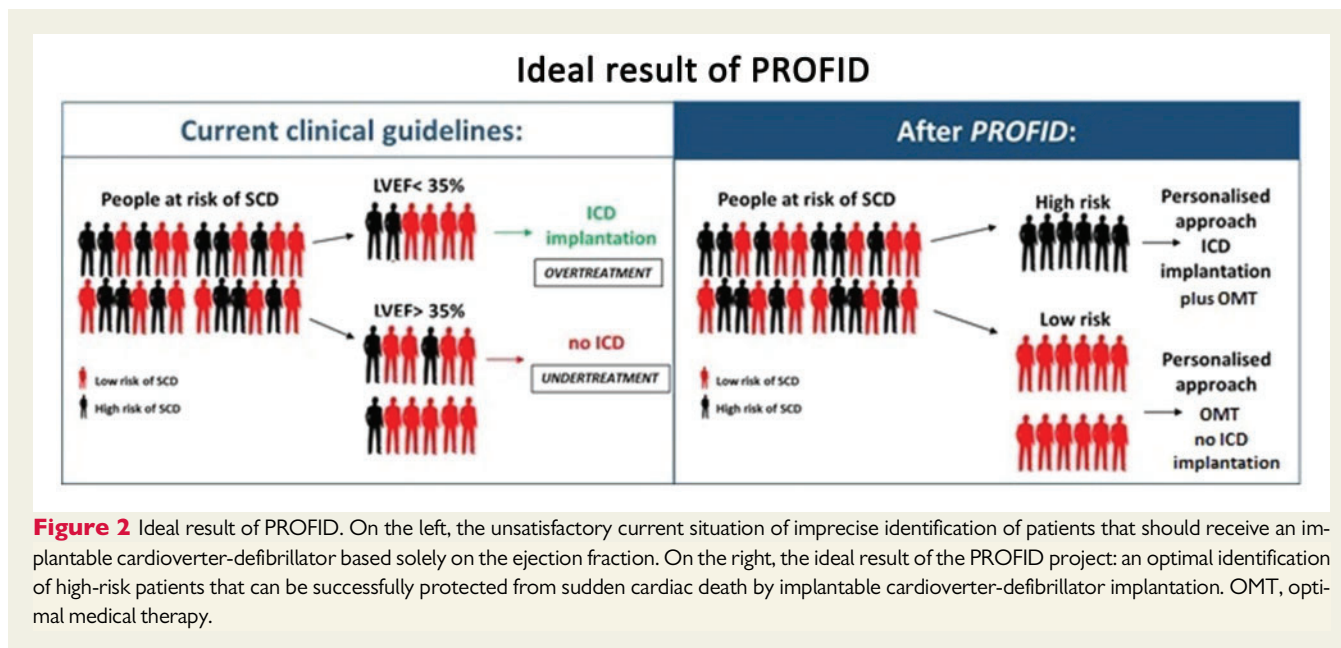 Ideal result of PROFID
Current clinical guidelines:
People at risk of SCD
LVEF< 35%
ICD
implantation
OVERTREATMENT
LVEF> 35%
no ICD
UNDERTREATMENT
Low risk of SCD
High risk of SCD
After PROFID:
People at risk of SCD
High risk
Personalised
approach
ICD
implantation
plus OMT
Low risk
Personalised
approach
OMT
no ICD
implantation
Low risk of SCD
High risk of SCD
Figure 2 Ideal result of PROFID. On the left, the unsatisfactory current situation of imprecise identification of patients that should receive an im-
plantable cardioverter-defibrillator based solely on the ejection fraction. On the right, the ideal result of the PROFID project: an optimal identification
of high-risk patients that can be successfully protected from sudden cardiac death by implantable cardioverter-defibrillator implantation. OMT, opti-
mal medical therapy.